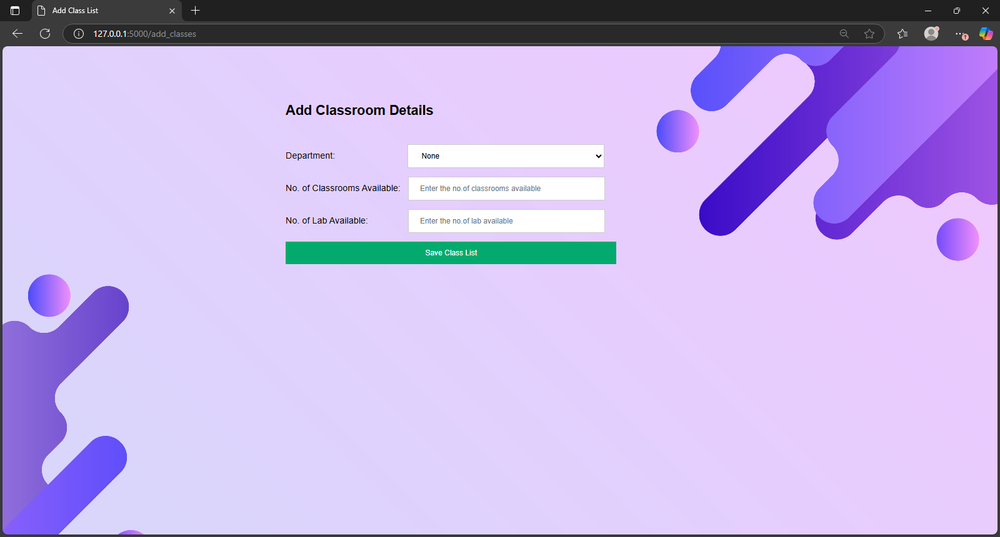 Add Class List
127.0.0.1:5000/add_classes
Add Classroom Details
Department: None
No. of Classrooms Available: Enter the no.of classrooms available
No. of Lab Available: Enter the no.of lab available
Save Class List